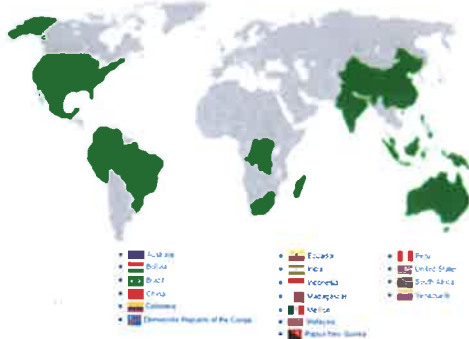 Australia
Bolivia
Brazil
China
Colombia
Democratic Republic of the Congo
Ecuador
India
Indonesia
Madagascar
Mexico
Malaysia
Papua New Guinea
Peru
United States
South Africa
Venezuela